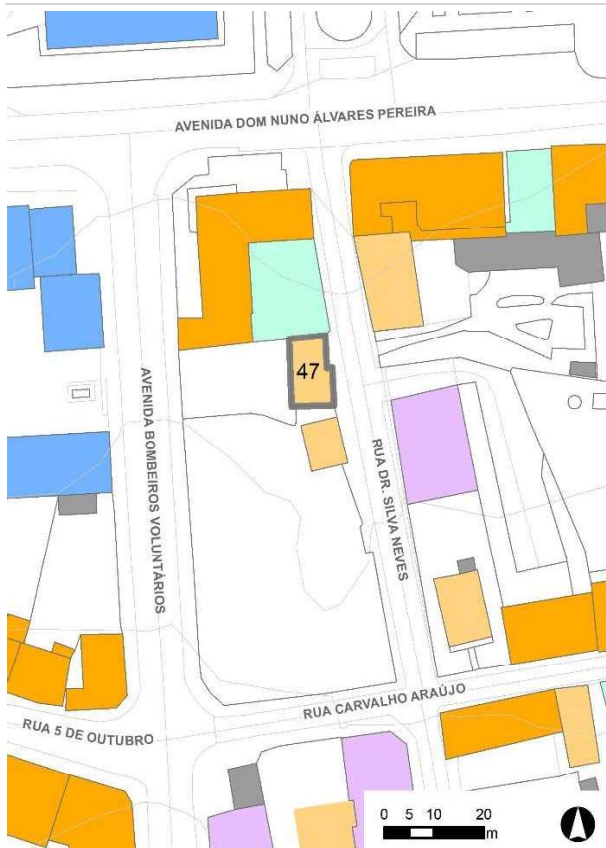 AVENIDA DOM NUNO ÁLVARES PEREIRA
47
AVENIDA BOMBEIROS VOLUNTÁRIOS
RUA DR. SILVA NEVES
RUA CARVALHO ARAÚJO
RUA 5 DE OUTUBRO
0 5 10 20
m